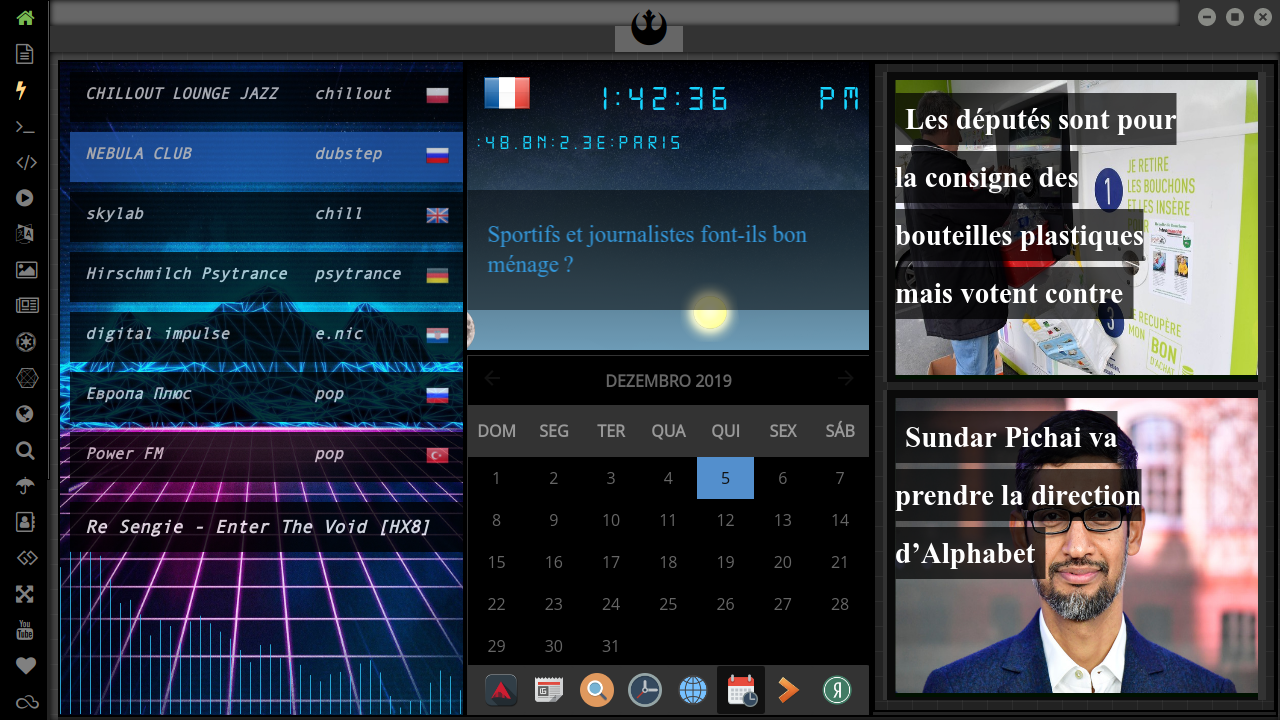 CHILLOUT LOUNGE JAZZ chillout
NEBULA CLUB dubstep
skylab chill
Hirschmilch Psytrance psytrance
digital impulse e.nic
Европа Плюс pop
Power FM pop
Re Sengie - Enter The Void [HX8]
1:42:36 PM
:48.8N:2.3E:PARIS
Sportifs et journalistes font-ils bon
ménage ?
DEZEMBRO 2019
DOM SEG TER QUA QUI SEX SÁB
1 2 3 4 5 6 7
8 9 10 11 12 13 14
15 16 17 18 19 20 21
22 23 24 25 26 27 28
29 30 31
Les députés sont pour
la consigne des
bouteilles plastiques
mais votent contre
JE RETIRE
LES BOUCHONS
ET LES INSÈRE
1
3
RECUPÈRE
MON BON
D'ACHAT
Sundar Pichai va
prendre la direction
d’Alphabet
You
Tube
Я